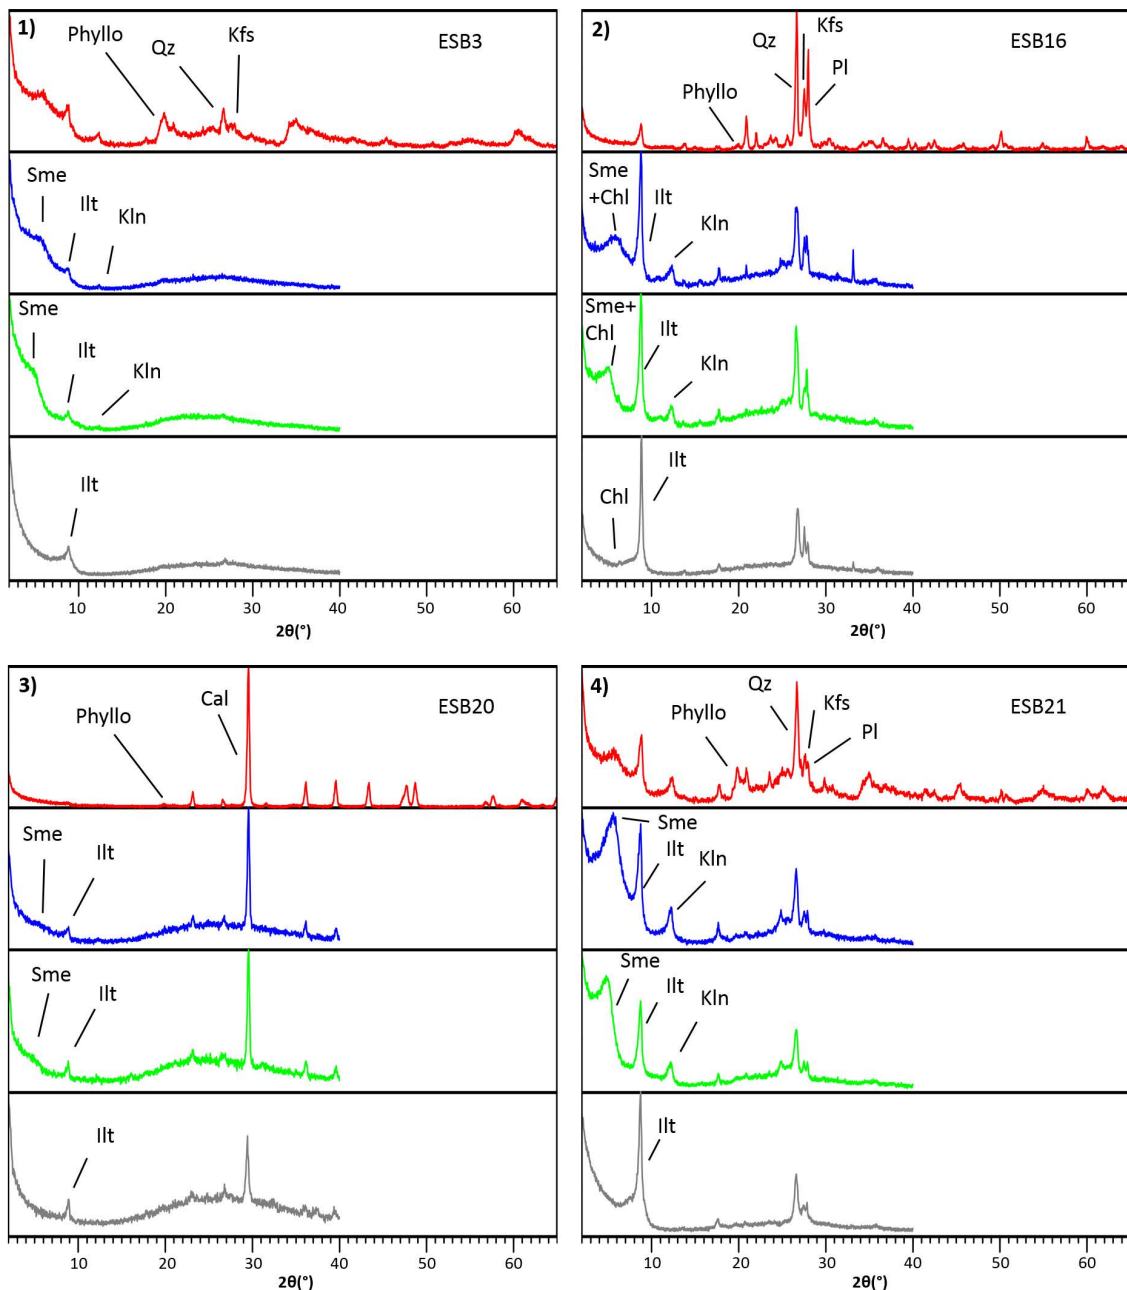 1)
Phyllo
Qz
Kfs
ESB3
Sme
Ilt
Kln
Sme
Ilt
Kln
Ilt
10 20 30 40 50 60
2θ(°)
2)
Qz
Kfs
Pl
Phyllo
ESB16
Sme
+Chl
Ilt
Kln
Sme+
Chl
Ilt
Kln
Chl
Ilt
10 20 30 40 50 60
2θ(°)
3)
Phyllo
Cal
ESB20
Sme
Ilt
Sme
Ilt
Ilt
10 20 30 40 50 60
2θ(°)
4)
Phyllo
Qz
Kfs
Pl
ESB21
Sme
Ilt
Kln
Sme
Ilt
Kln
Ilt
10 20 30 40 50 60
2θ(°)